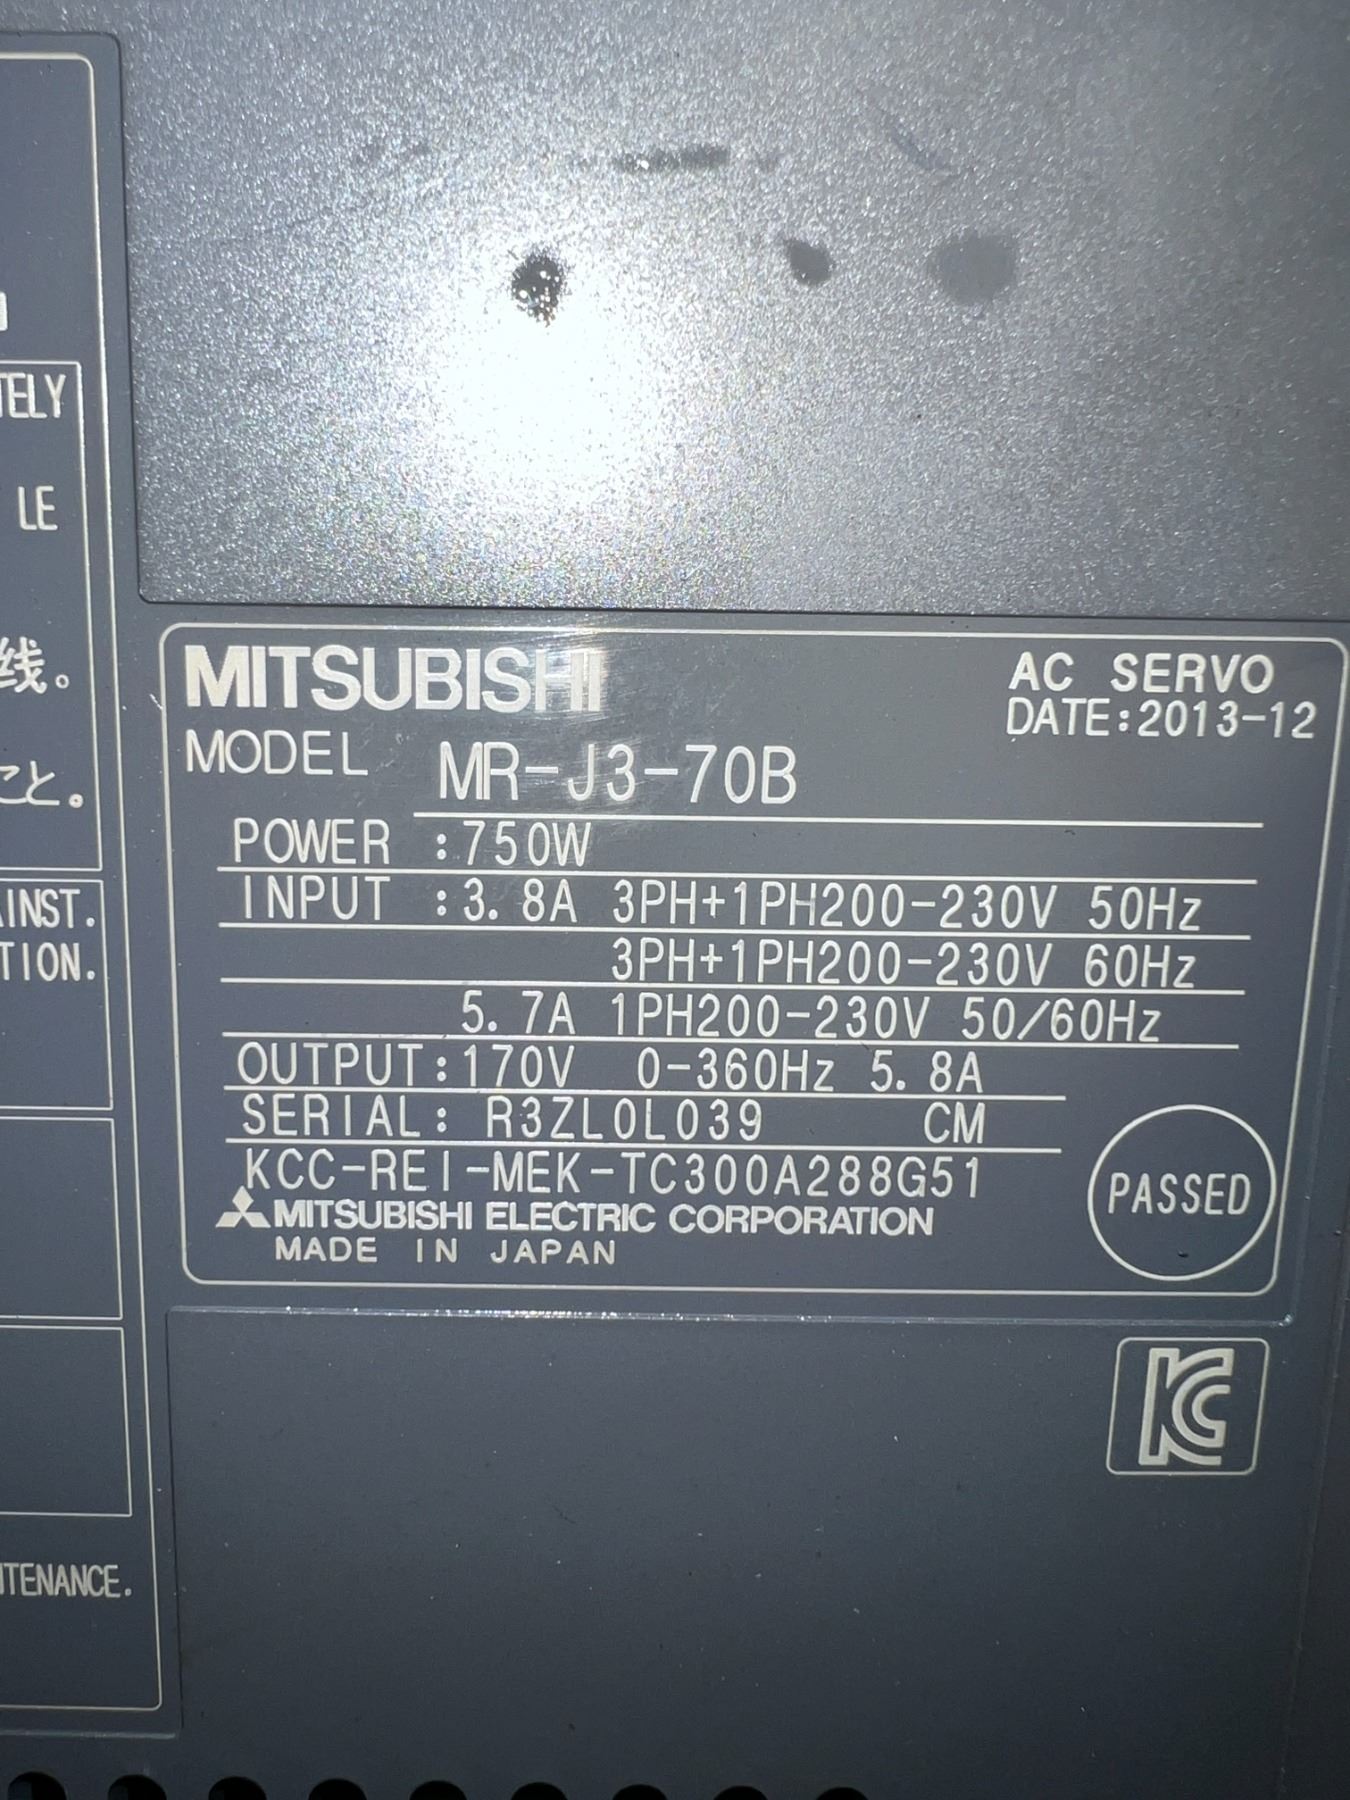 TELY
LE
线。
こと。
AINST.
TION.
TENANCE.
MITSUBISHI
AC SERVO
DATE:2013-12
MODEL MR-J3-70B
POWER :750W
INPUT :3.8A 3PH+1PH200-230V 50Hz
3PH+1PH200-230V 60Hz
5.7A 1PH200-230V 50/60Hz
OUTPUT:170V 0-360Hz 5.8A
SERIAL: R3ZL0L039 CM
KCC-REI-MEK-TC300A288G51
MITSUBISHI ELECTRIC CORPORATION
MADE IN JAPAN
PASSED
KC